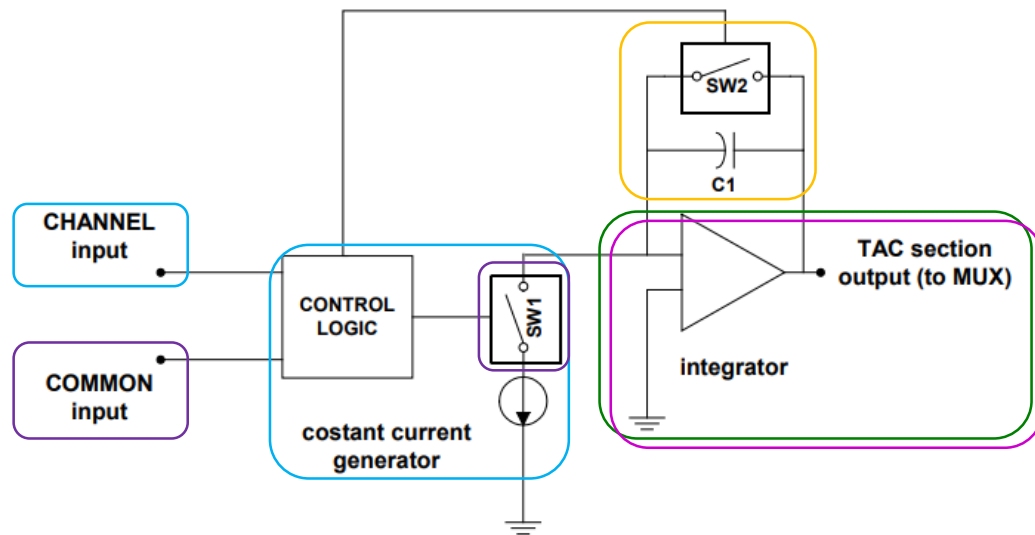 SW2
C1
CHANNEL
input
TAC section
output (to MUX)
CONTROL
LOGIC
SW1
integrator
COMMON
input
costant current
generator